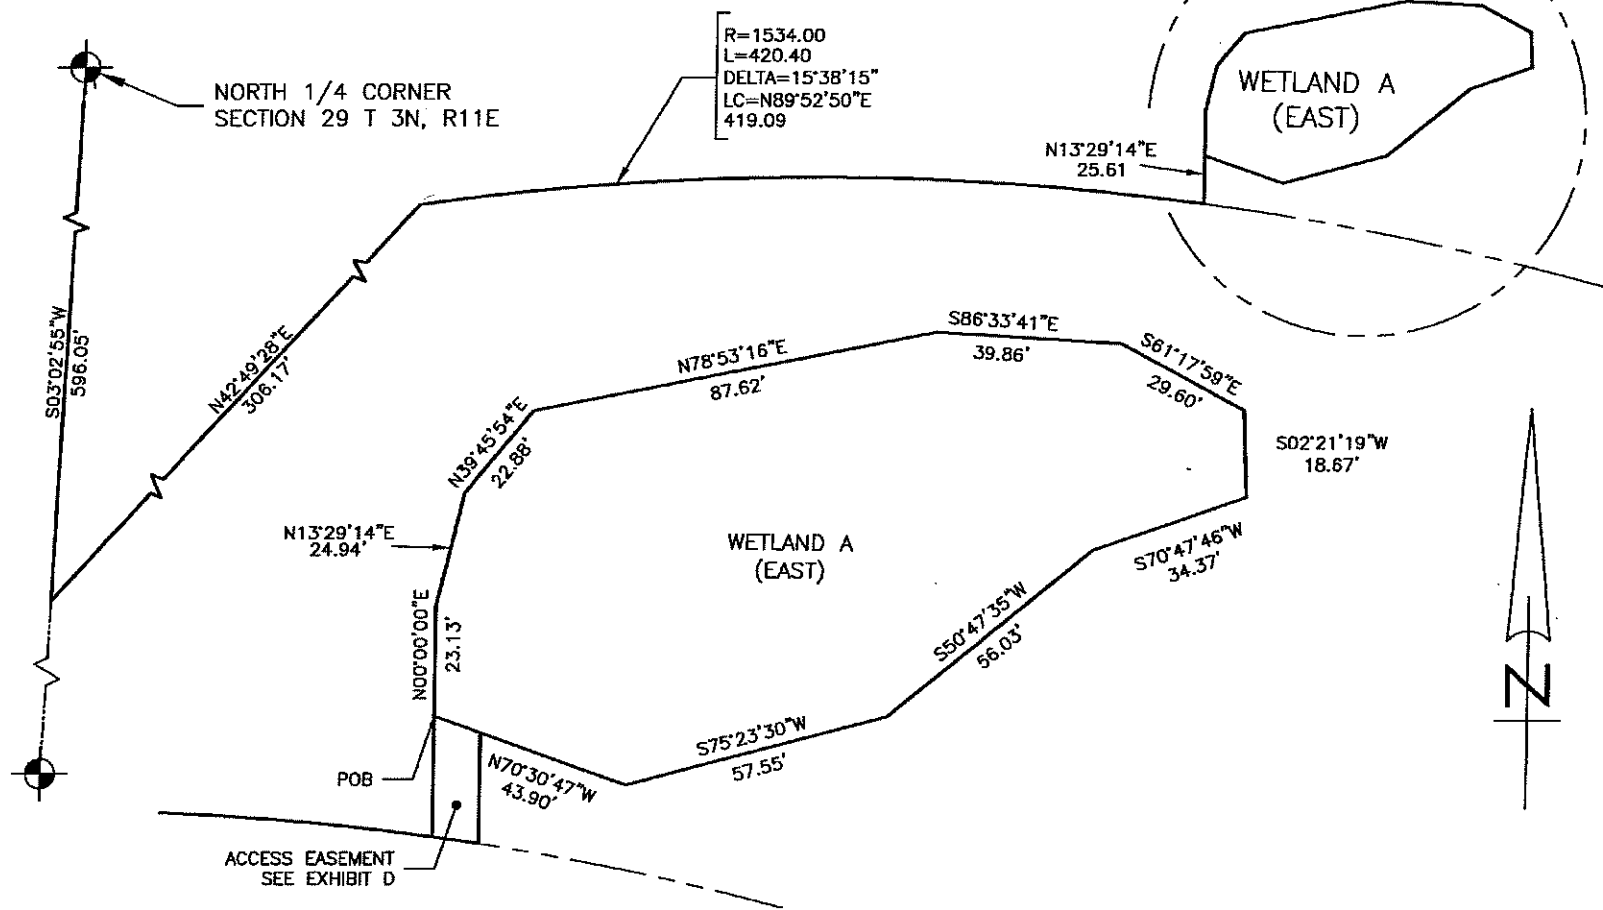 R=1534.00
L=420.40
DELTA=15°38'15"
LC=N89°52'50"E
419.09
NORTH 1/4 CORNER
SECTION 29 T 3N, R11E
WETLAND A
(EAST)
N13°29'14"E
25.61
S03°02'55"W
596.05'
N42°49'28"E
306.17'
S86°33'41"E
39.86'
N78°53'16"E
87.62'
S61°17'59"E
29.60'
N39°45'54"E
22.88'
S02°21'19"W
18.67'
N13°29'14"E
24.94'
WETLAND A
(EAST)
S70°47'46"W
34.37'
N00°00'00"E
23.13'
S50°47'35"W
56.03'
S75°23'30"W
57.55'
N70°30'47"W
43.90'
POB
ACCESS EASEMENT
SEE EXHIBIT D
N